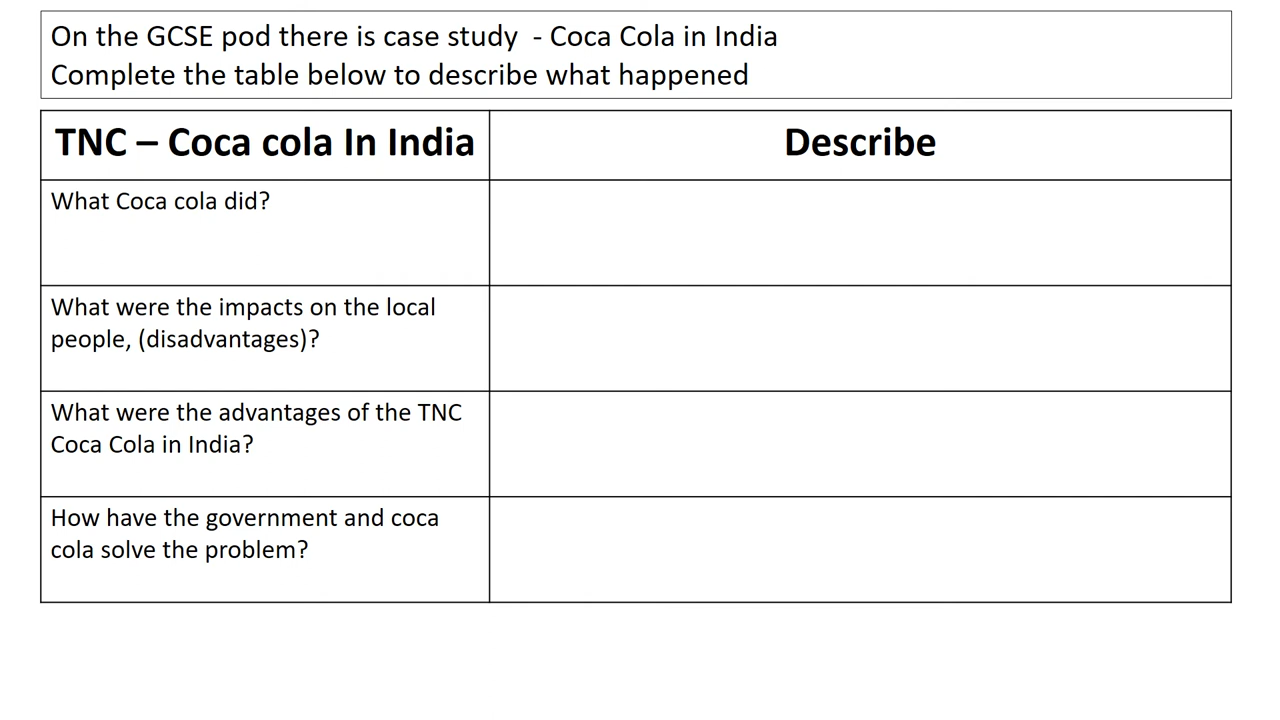 On the GCSE pod there is case study  - Coca Cola in India
Complete the table below to describe what happened
TNC – Coca cola In India
Describe
What Coca cola did?
What were the impacts on the local
people, (disadvantages)?
What were the advantages of the TNC
Coca Cola in India?
How have the government and coca
cola solve the problem?